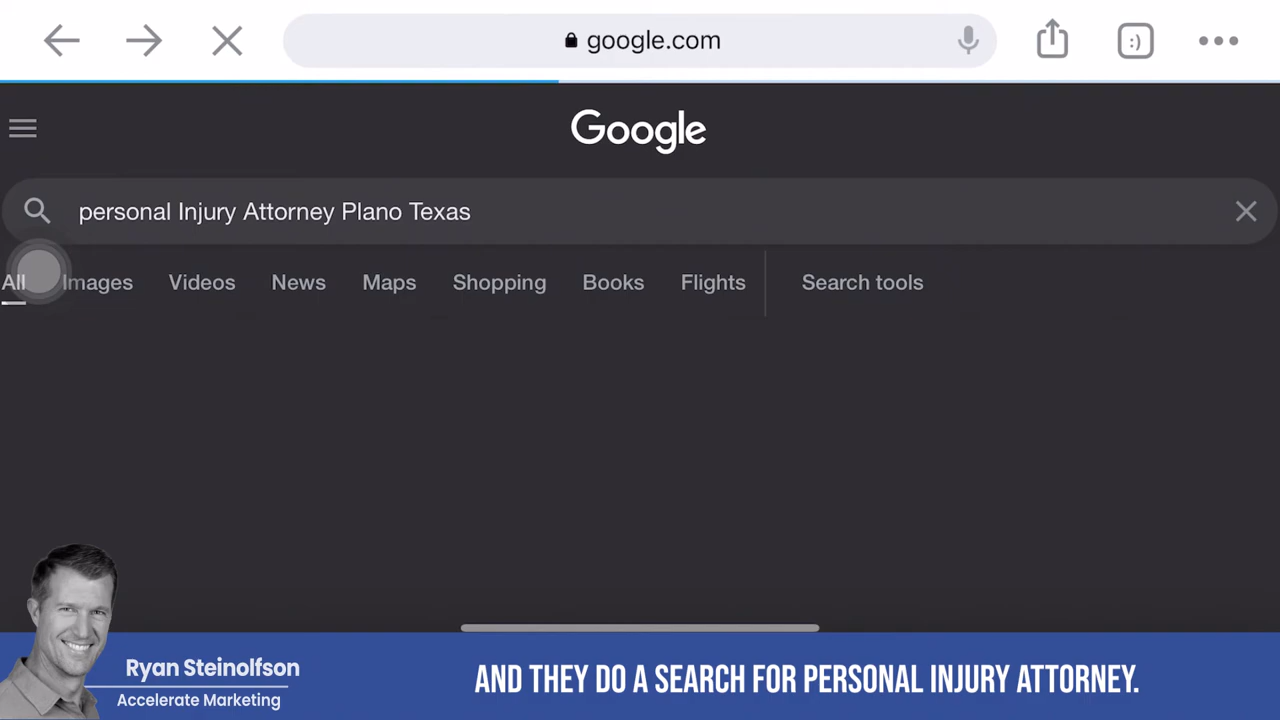 google.com
:)
Google
personal Injury Attorney Plano Texas
All Images Videos News Maps Shopping Books Flights Search tools
Ryan Steinolfson
Accelerate Marketing
AND THEY DO A SEARCH FOR PERSONAL INJURY ATTORNEY.